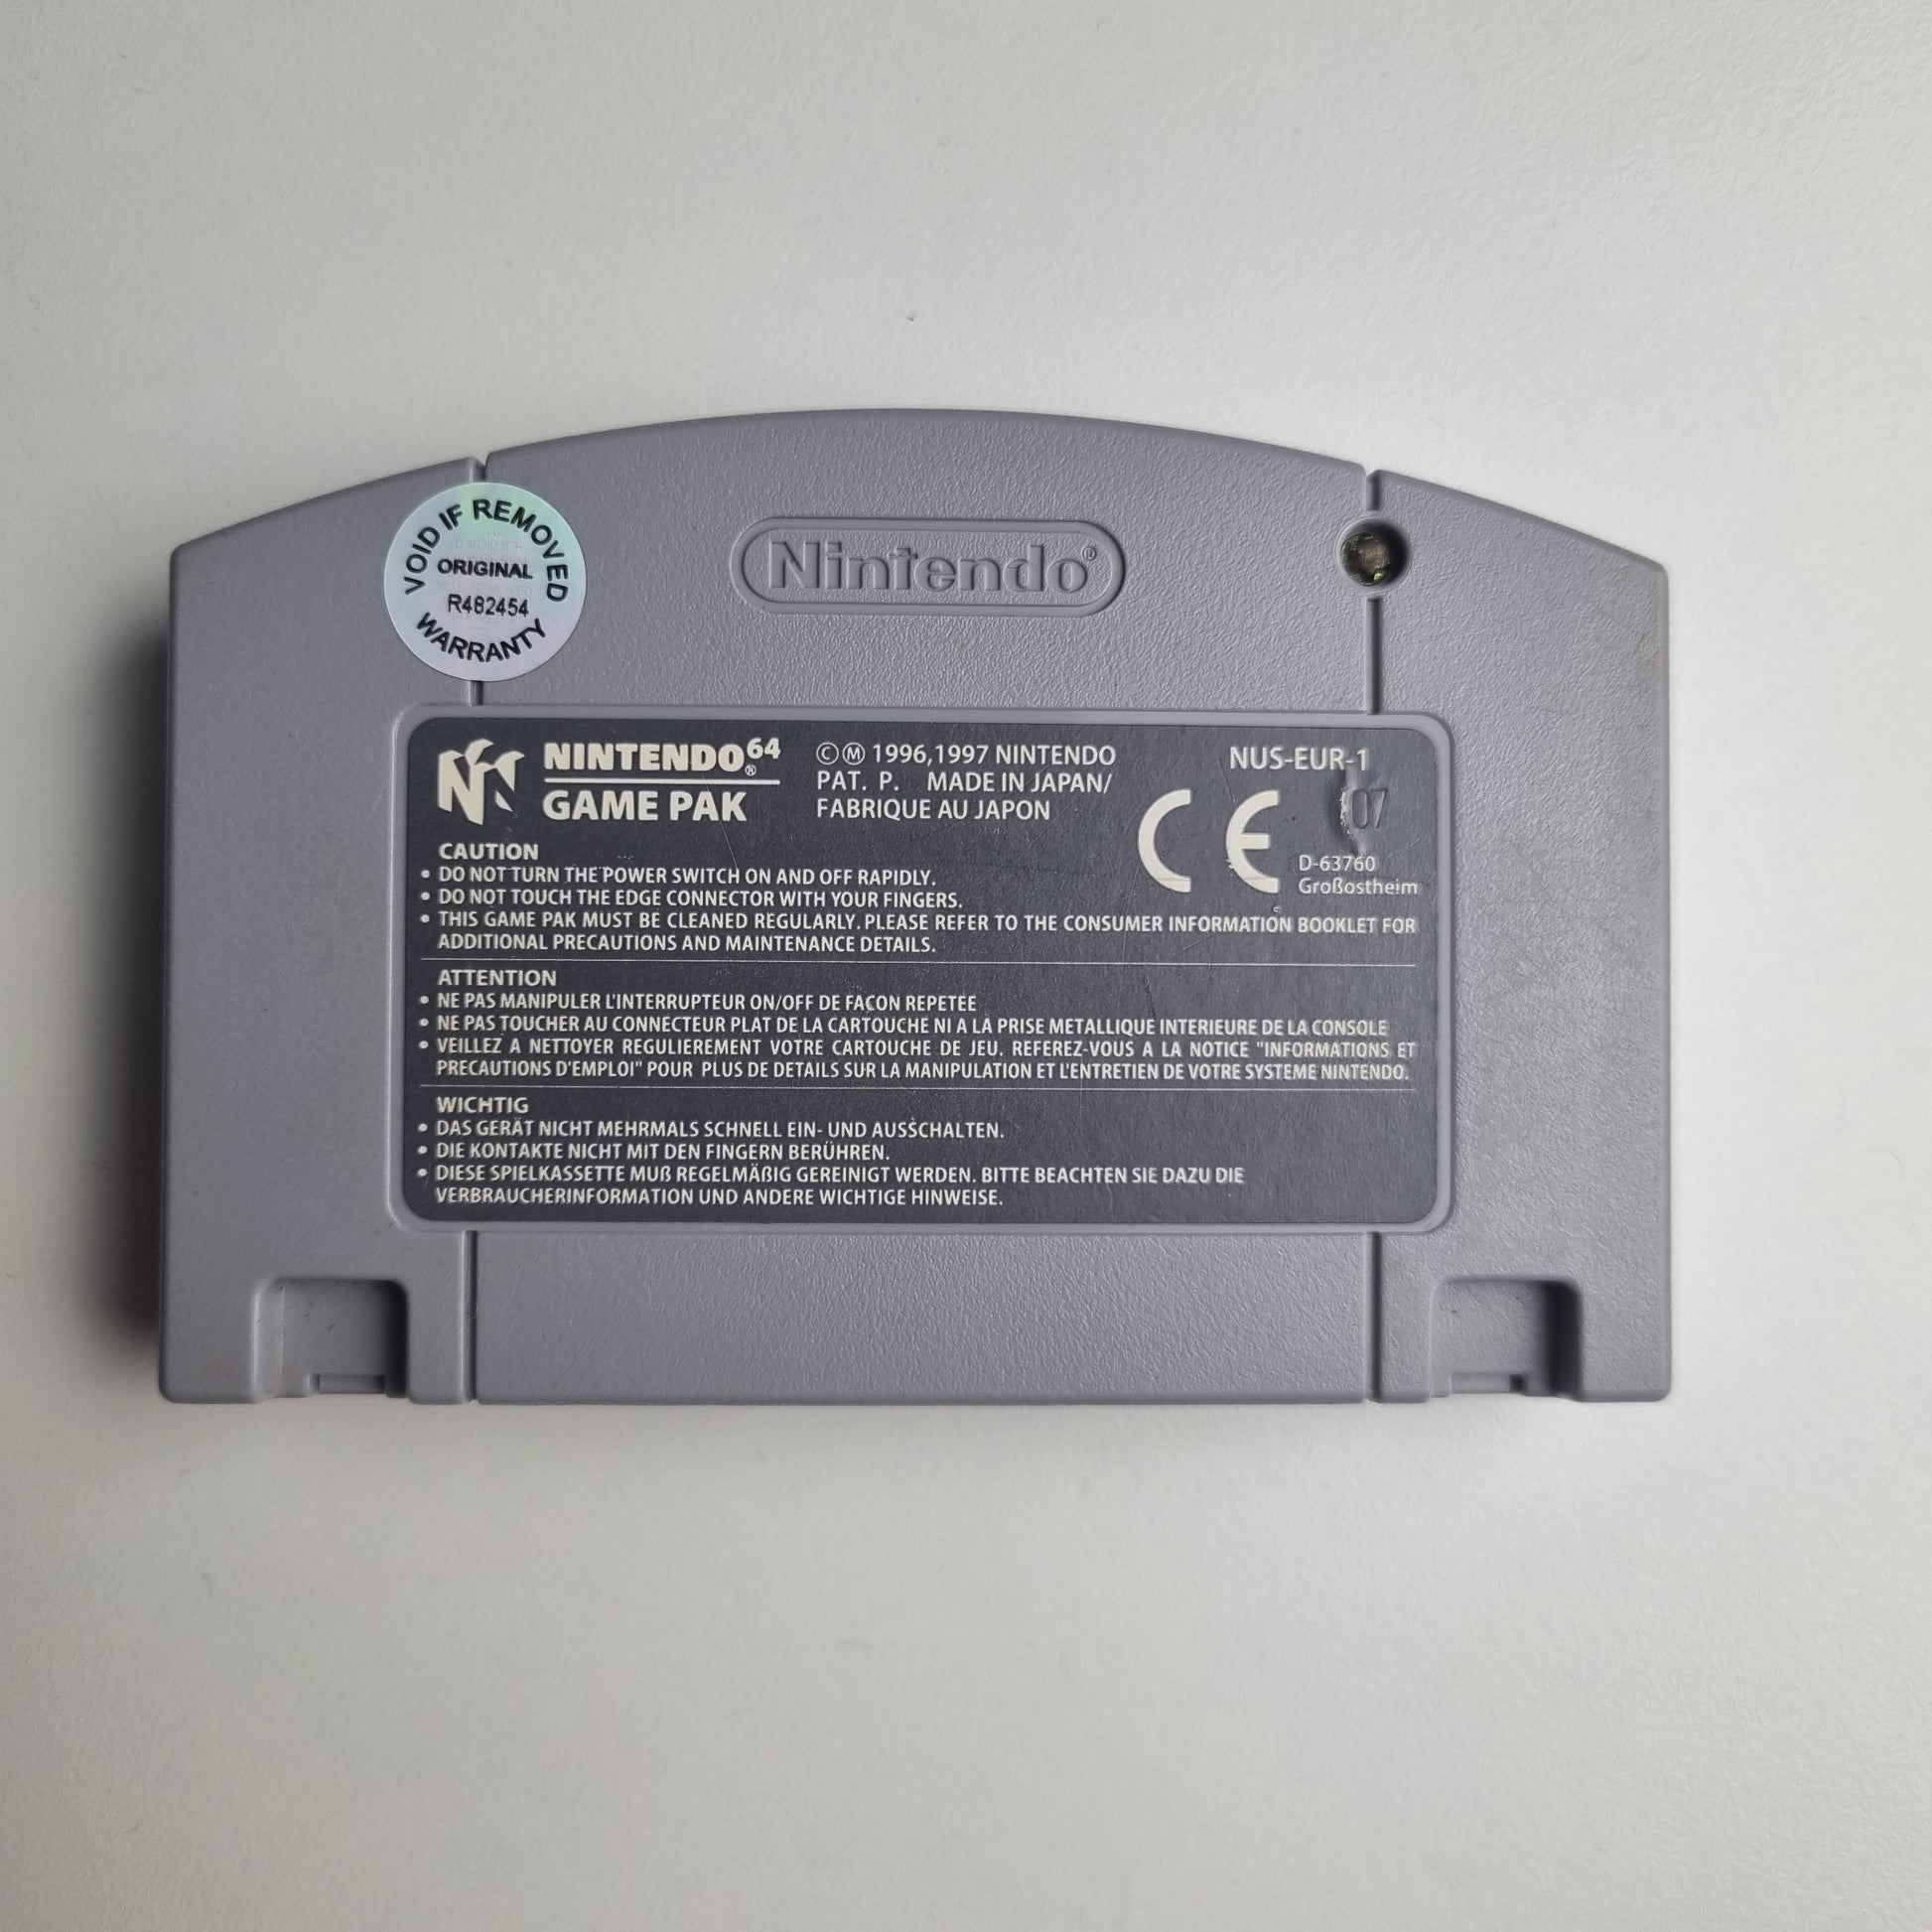 VOID IF REMOVED
ORIGINAL
R482454
WARRANTY
Nintendo®
NINTENDO64®
GAME PAK
©Ⓜ 1996,1997 NINTENDO
PAT. P. MADE IN JAPAN/
FABRIQUE AU JAPON
NUS-EUR-1
07
CE
D-63760
Großostheim
CAUTION
• DO NOT TURN THE POWER SWITCH ON AND OFF RAPIDLY.
• DO NOT TOUCH THE EDGE CONNECTOR WITH YOUR FINGERS.
• THIS GAME PAK MUST BE CLEANED REGULARLY. PLEASE REFER TO THE CONSUMER INFORMATION BOOKLET FOR
ADDITIONAL PRECAUTIONS AND MAINTENANCE DETAILS.
ATTENTION
• NE PAS MANIPULER L'INTERRUPTEUR ON/OFF DE FACON REPETEE
• NE PAS TOUCHER AU CONNECTEUR PLAT DE LA CARTOUCHE NI A LA PRISE METALLIQUE INTERIEURE DE LA CONSOLE
• VEILLEZ A NETTOYER REGULIEREMENT VOTRE CARTOUCHE DE JEU. REFEREZ-VOUS A LA NOTICE "INFORMATIONS ET
PRECAUTIONS D'EMPLOI" POUR PLUS DE DETAILS SUR LA MANIPULATION ET L'ENTRETIEN DE VOTRE SYSTEME NINTENDO.
WICHTIG
• DAS GERÄT NICHT MEHRMALS SCHNELL EIN- UND AUSSCHALTEN.
• DIE KONTAKTE NICHT MIT DEN FINGERN BERÜHREN.
• DIESE SPIELKASSETTE MUß REGELMÄßIG GEREINIGT WERDEN. BITTE BEACHTEN SIE DAZU DIE
VERBRAUCHERINFORMATION UND ANDERE WICHTIGE HINWEISE.